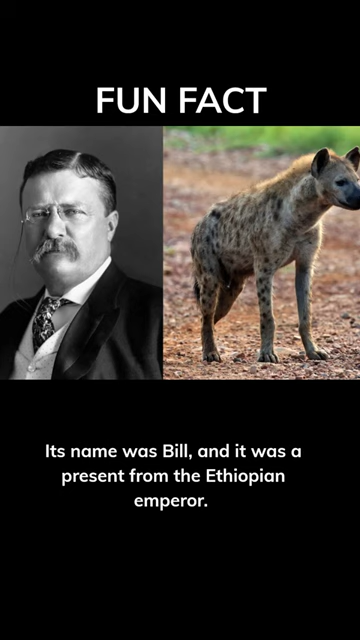 FUN FACT
Its name was Bill, and it was a
present from the Ethiopian
emperor.